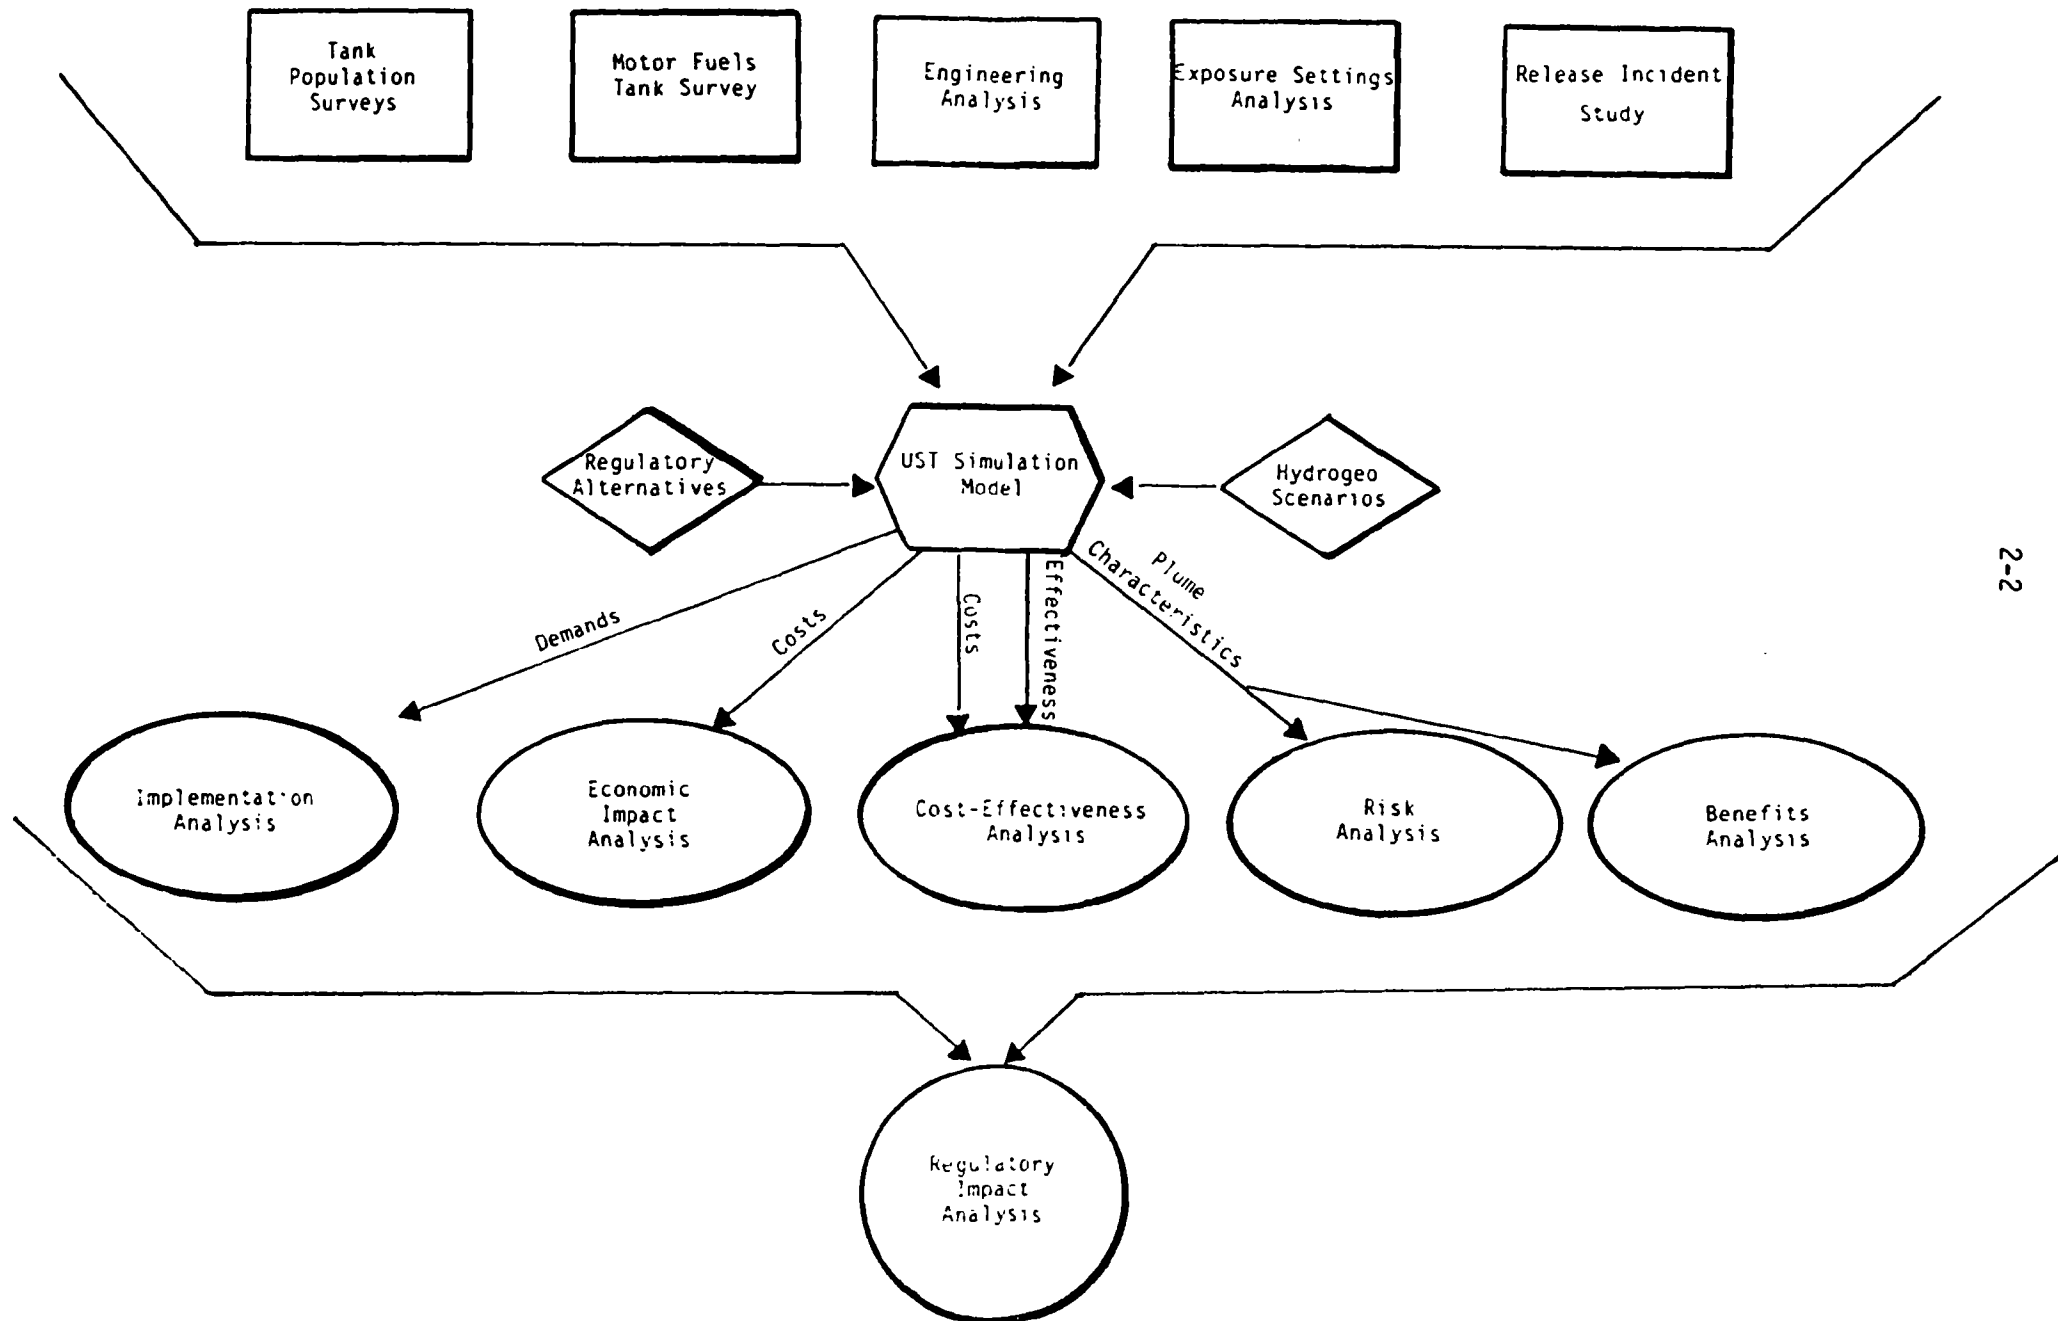 Tank
Population
Surveys
Motor Fuels
Tank Survey
Engineering
Analysis
Exposure Settings
Analysis
Release Incident
Study
Regulatory
Alternatives
UST Simulation
Model
Hydrogeo
Scenarios
2-2
Demands
Costs
Costs
Effectiveness
Plume
Characteristics
Implementation
Analysis
Economic
Impact
Analysis
Cost-Effectiveness
Analysis
Risk
Analysis
Benefits
Analysis
Regulatory
Impact
Analysis